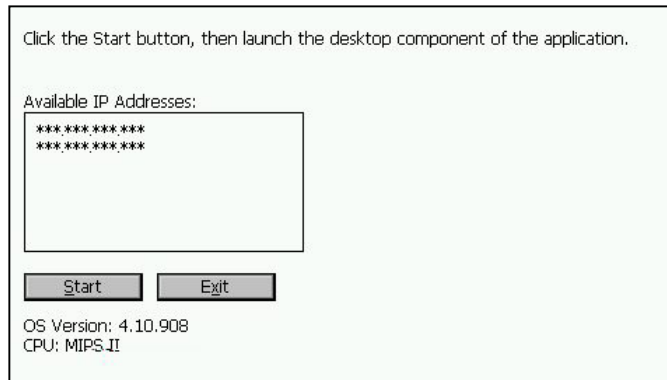 Click the Start button, then launch the desktop component of the application.
Available IP Addresses:
***.***.***.***
***.***.***.***
Start Exit
OS Version: 4.10.908
CPU: MIPS II